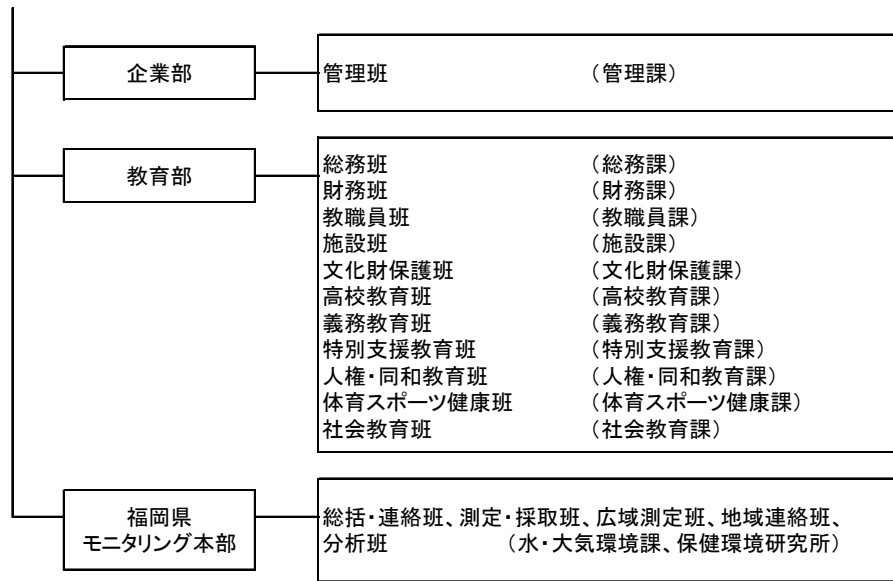 企業部
管理班 (管理課)
教育部
総務班 (総務課)
財務班 (財務課)
教職員班 (教職員課)
施設班 (施設課)
文化財保護班 (文化財保護課)
高校教育班 (高校教育課)
義務教育班 (義務教育課)
特別支援教育班 (特別支援教育課)
人権・同和教育班 (人権・同和教育課)
体育スポーツ健康班 (体育スポーツ健康課)
社会教育班 (社会教育課)
福岡県
モニタリング本部
総括・連絡班、測定・採取班、広域測定班、地域連絡班、
分析班 (水・大気環境課、保健環境研究所)